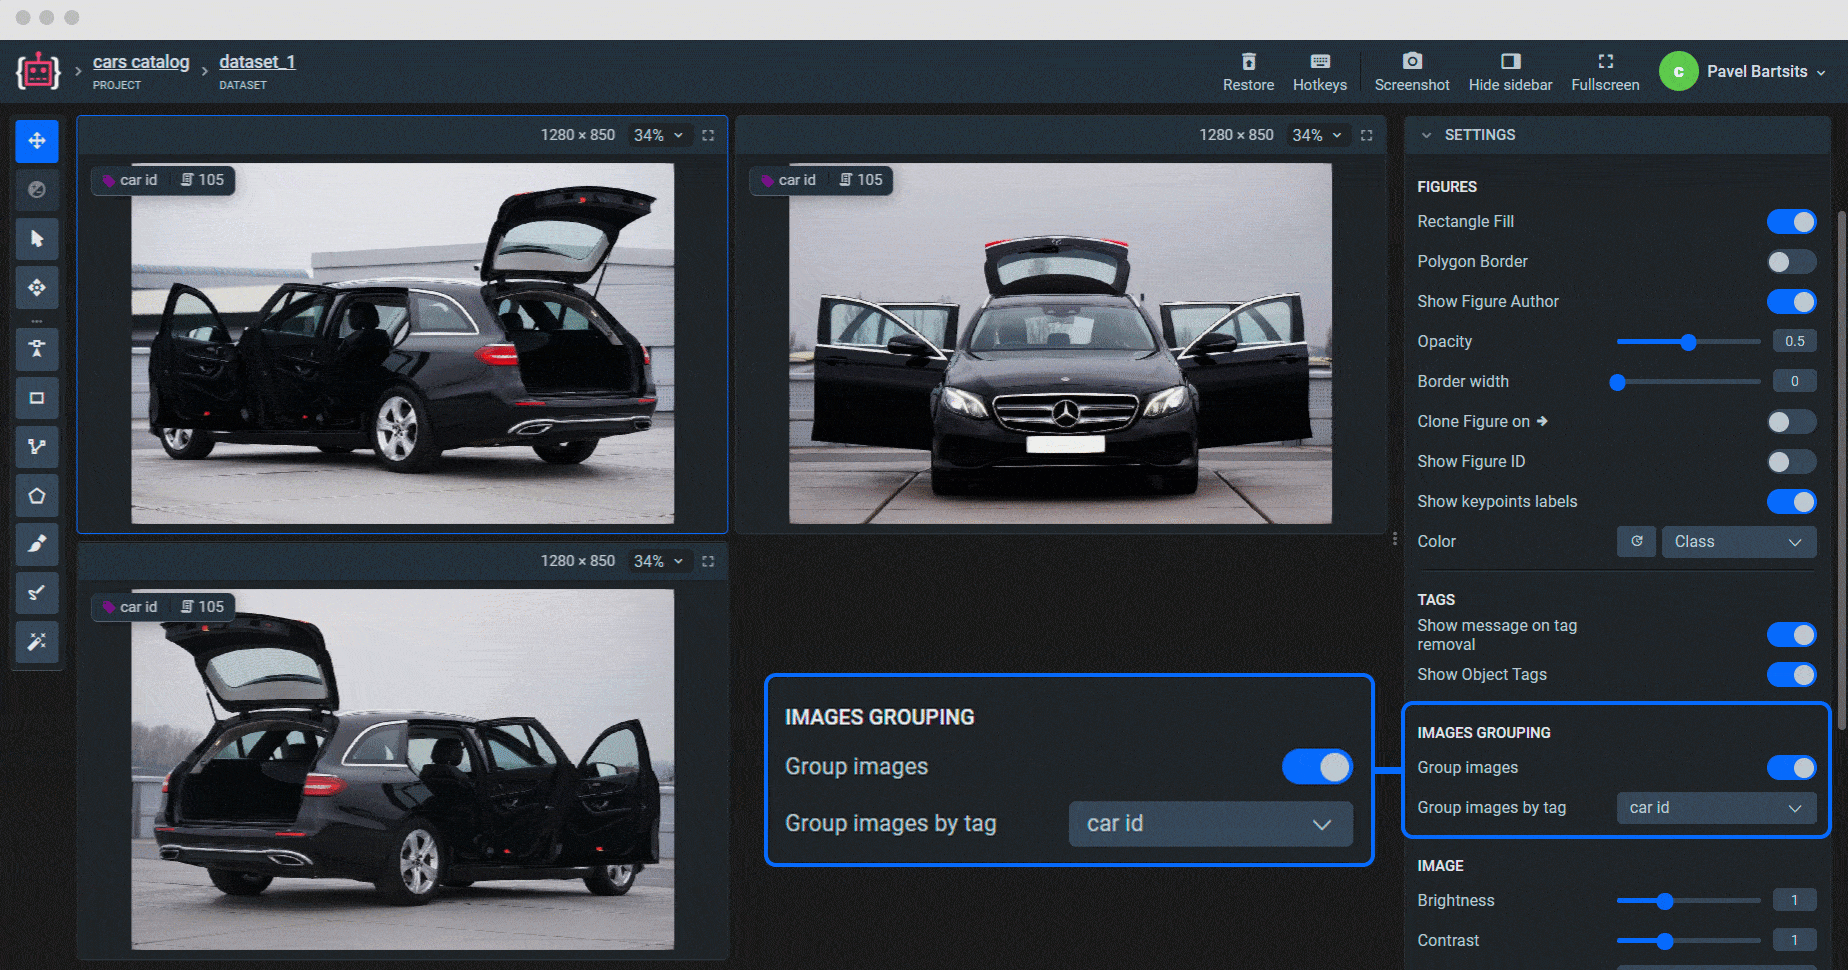 cars catalog
PROJECT
dataset_1
DATASET
Restore
Hotkeys
Screenshot
Hide sidebar
Fullscreen
c
Pavel Bartsits
1280 × 850 34%
car id 105
1280 × 850 34%
car id 105
1280 × 850 34%
car id 105
IMAGES GROUPING
Group images
Group images by tag car id
SETTINGS
FIGURES
Rectangle Fill
Polygon Border
Show Figure Author
Opacity 0.5
Border width 0
Clone Figure on ➔
Show Figure ID
Show keypoints labels
Color Class
TAGS
Show message on tag
removal
Show Object Tags
IMAGES GROUPING
Group images
Group images by tag car id
IMAGE
Brightness 1
Contrast 1